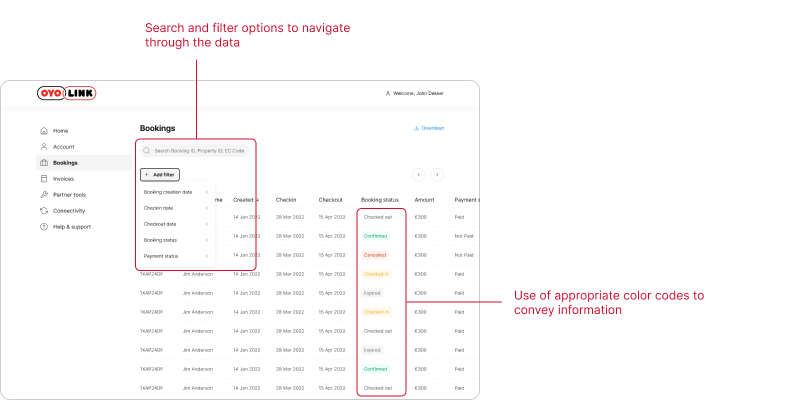 Search and filter options to navigate
through the data
OYO LINK
Welcome, John Dekker
Home
Account
Bookings
Invoices
Partner tools
Connectivity
Help & support
Bookings
Download
Search Booking ID, Property ID, EC Code
+ Add filter
Booking creation date
Checkin date
Checkout date
Booking status
Payment status
me Created Checkin Checkout Booking status Amount Payment s
14 Jan 2022 28 Mar 2022 15 Apr 2022 Checked out €300 Paid
14 Jan 2022 28 Mar 2022 15 Apr 2022 Confirmed €300 Not Paid
14 Jan 2022 28 Mar 2022 15 Apr 2022 Cancelled €300 Not Paid
1XAIPZ4DF Jim Anderson 14 Jan 2022 28 Mar 2022 15 Apr 2022 Checked in €300 Paid
1XAIPZ4DF Jim Anderson 14 Jan 2022 28 Mar 2022 15 Apr 2022 Expired €300 Paid
1XAIPZ4DF Jim Anderson 14 Jan 2022 28 Mar 2022 15 Apr 2022 Checked in €300 Paid
1XAIPZ4DF Jim Anderson 14 Jan 2022 28 Mar 2022 15 Apr 2022 Checked out €300 Paid
1XAIPZ4DF Jim Anderson 14 Jan 2022 28 Mar 2022 15 Apr 2022 Expired €300 Paid
1XAIPZ4DF Jim Anderson 14 Jan 2022 28 Mar 2022 15 Apr 2022 Confirmed €300 Paid
1XAIPZ4DF Jim Anderson 14 Jan 2022 28 Mar 2022 15 Apr 2022 Checked out €300 Paid
Use of appropriate color codes to
convey information